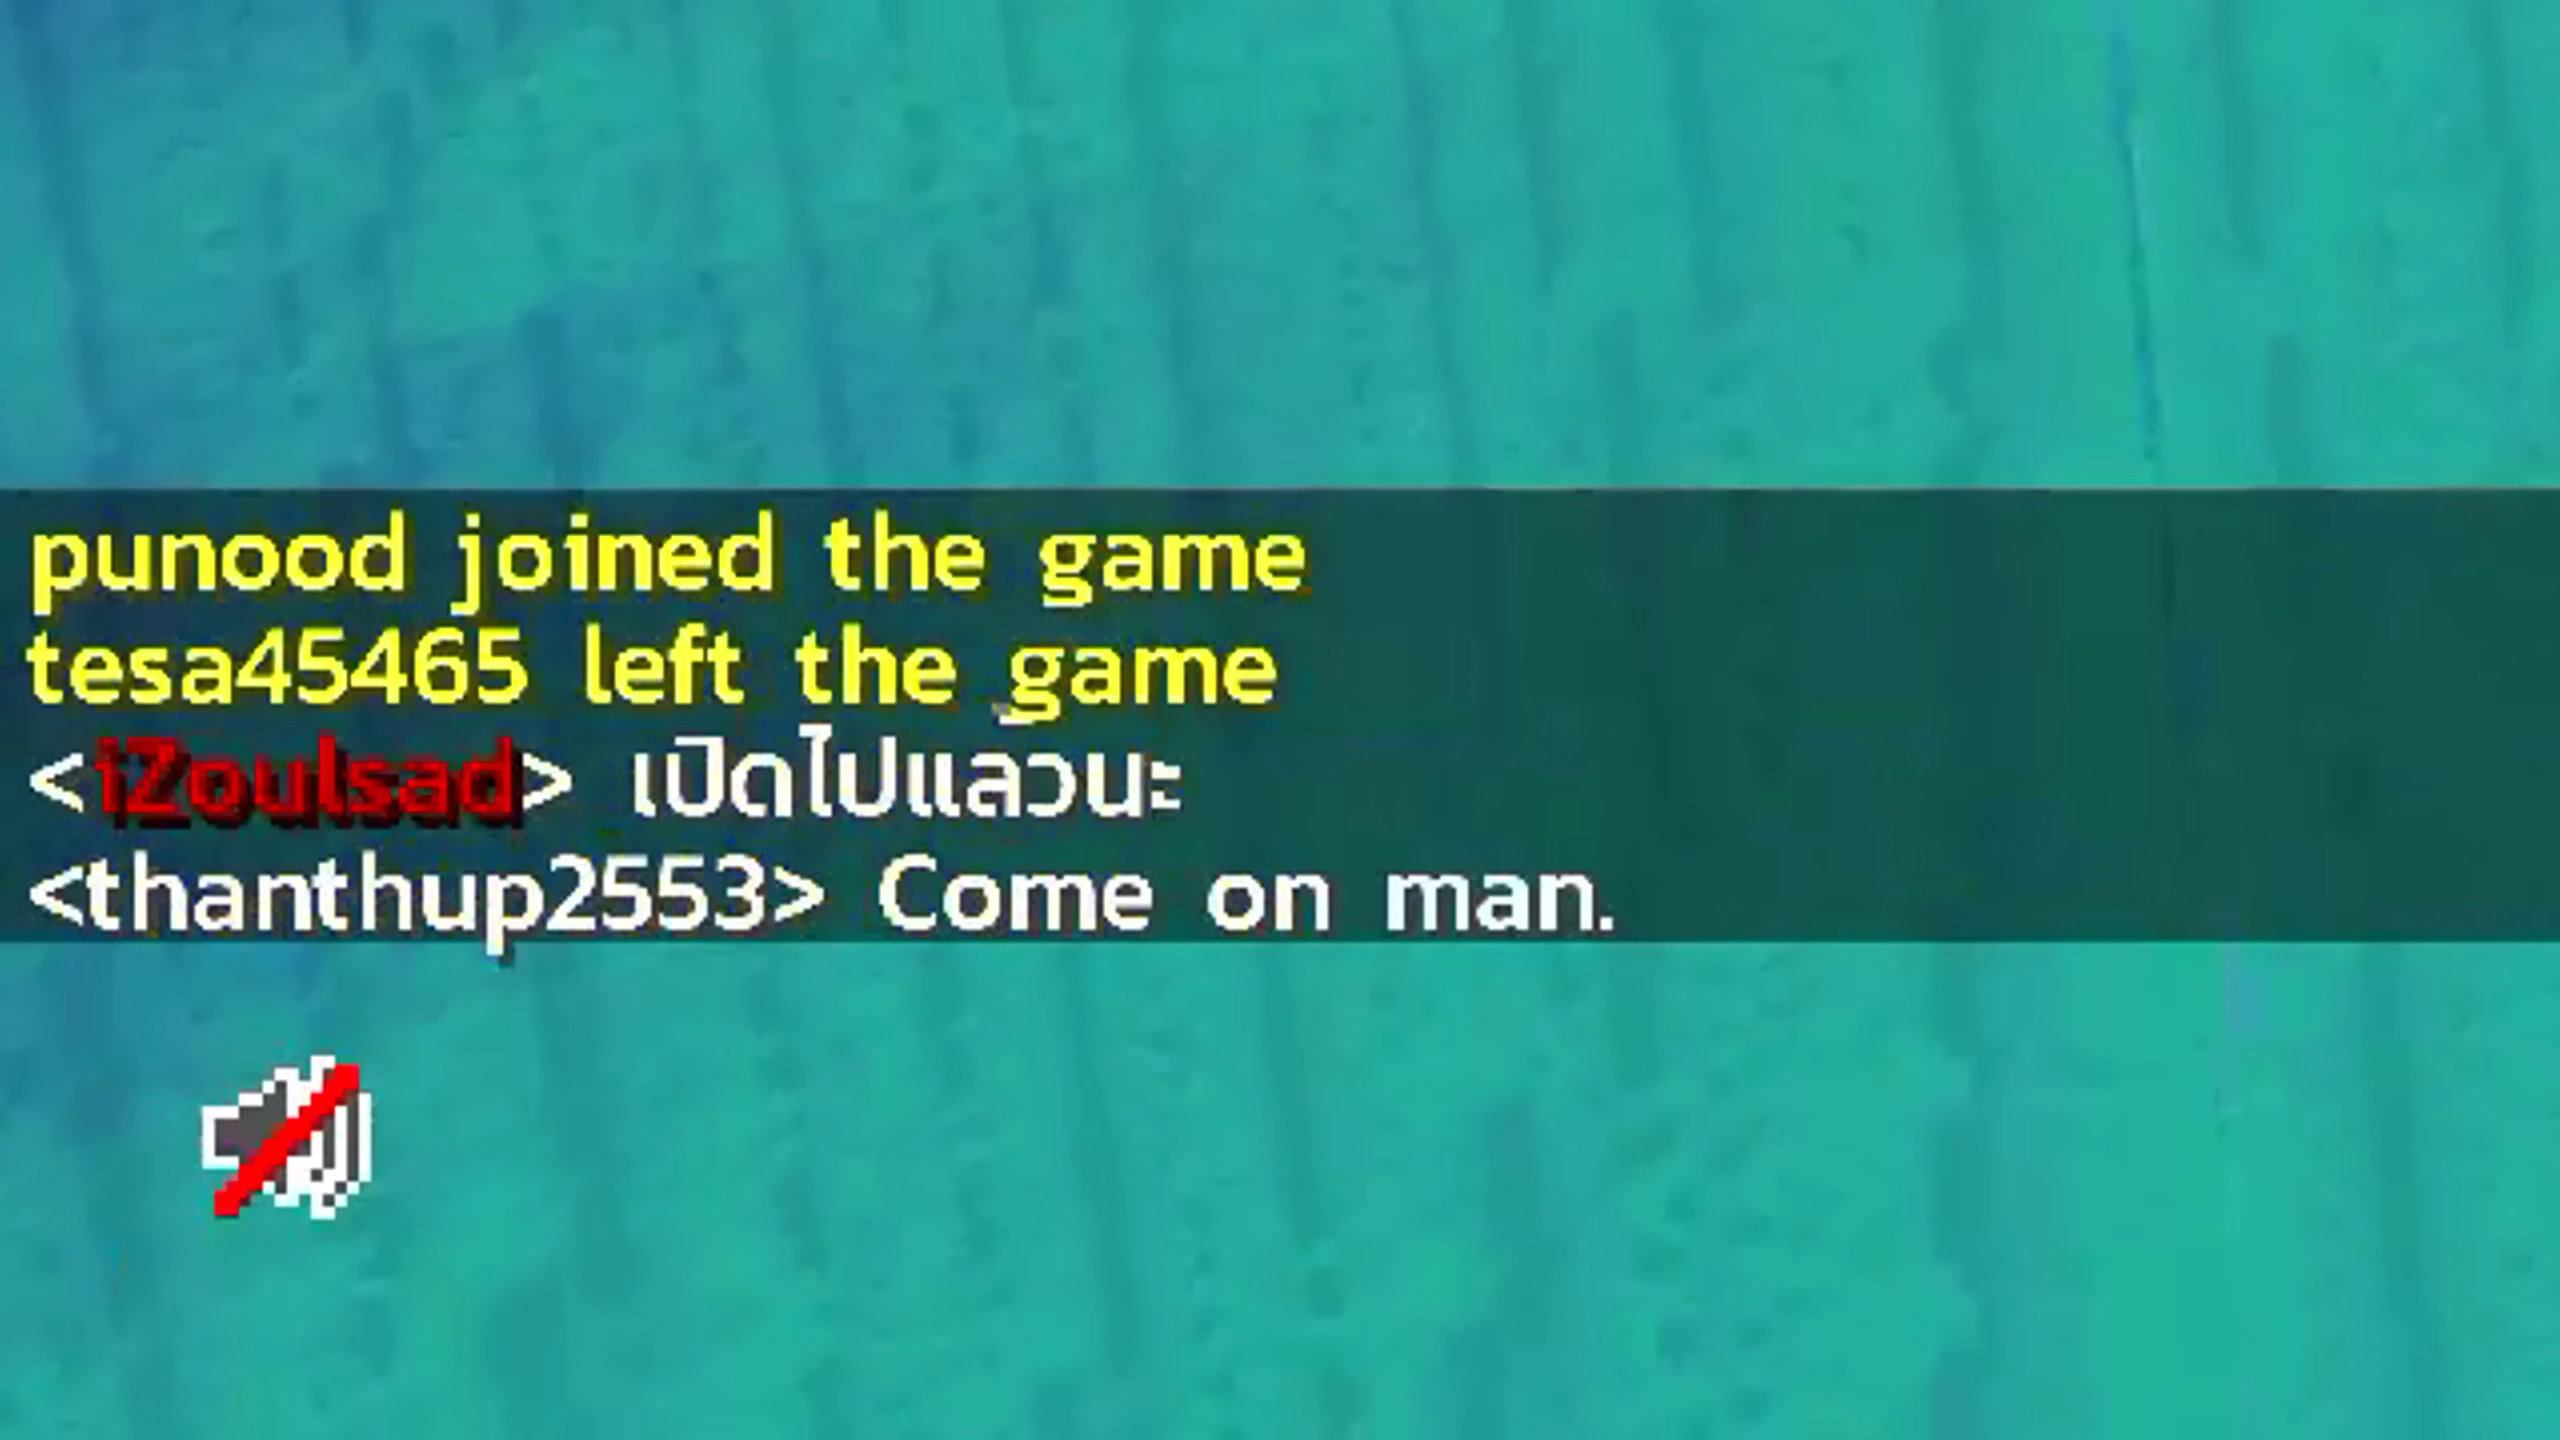 punood joined the game
tesa45465 left the game
<iZoulsad> เปิดไปแลวนะ
<thanthup2553> Come on man.